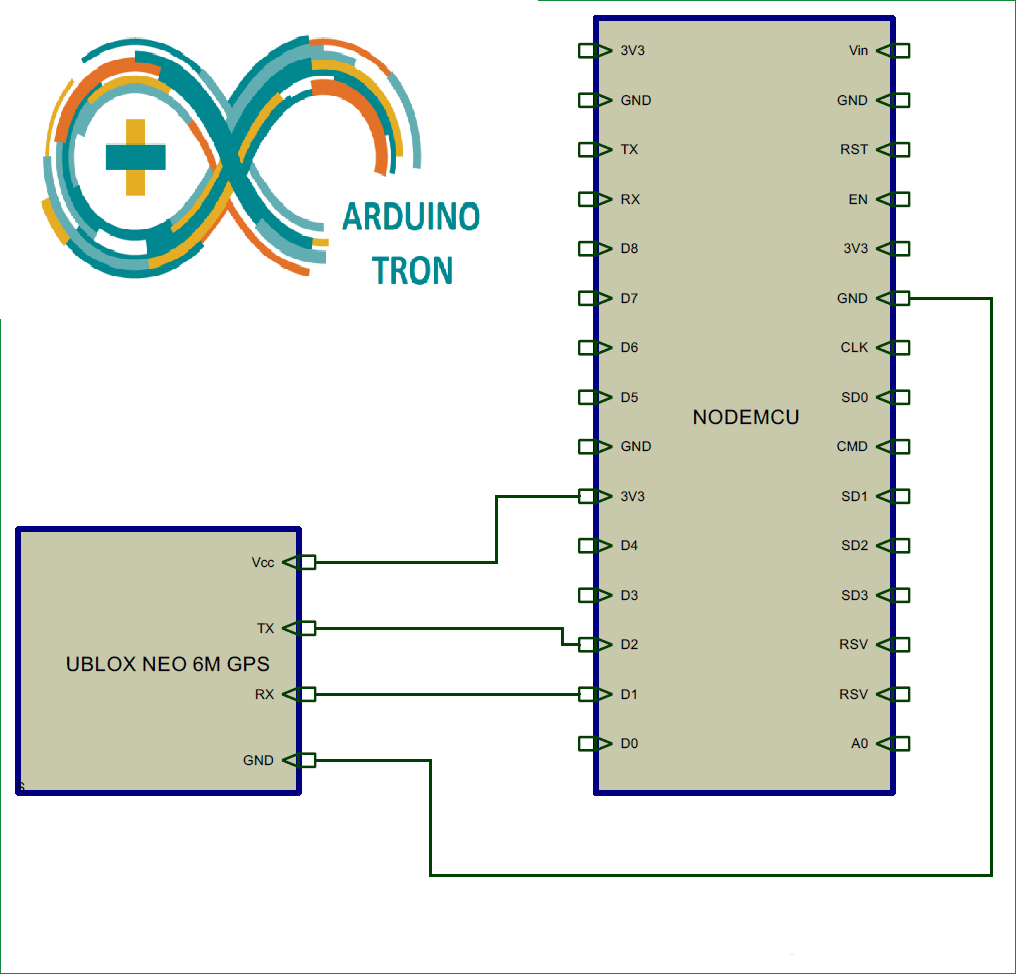 ARDUINO
TRON
3V3
GND
TX
RX
D8
D7
D6
D5
GND
3V3
D4
D3
D2
D1
D0
NODEMCU
Vin
GND
RST
EN
3V3
GND
CLK
SD0
CMD
SD1
SD2
SD3
RSV
RSV
A0
Vcc
TX
UBLOX NEO 6M GPS
RX
GND